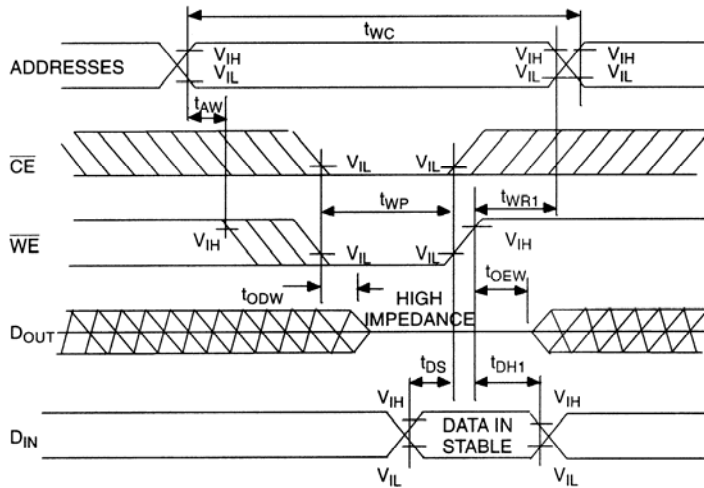 tWC
ADDRESSES
VIH VIH VIH
VIL VIL VIL
tAW
CE VIL VIL
tWP tWR1
WE VIH VIL VIL VIH
tODW HIGH tOEW
DOUT IMPEDANCE
tDS tDH1
VIH VIH
DIN DATA IN
STABLE
VIL VIL